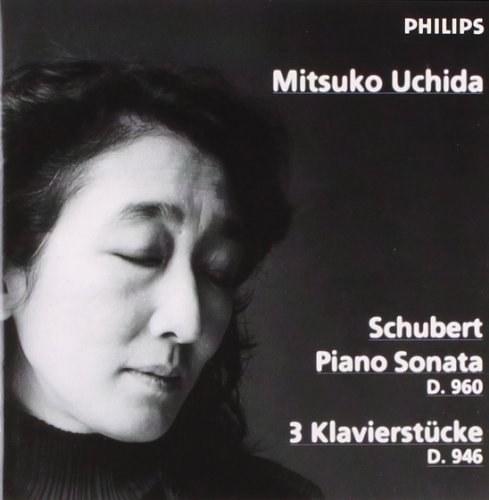 PHILIPS
Mitsuko Uchida
Schubert
Piano Sonata
D. 960
3 Klavierstücke
D. 946